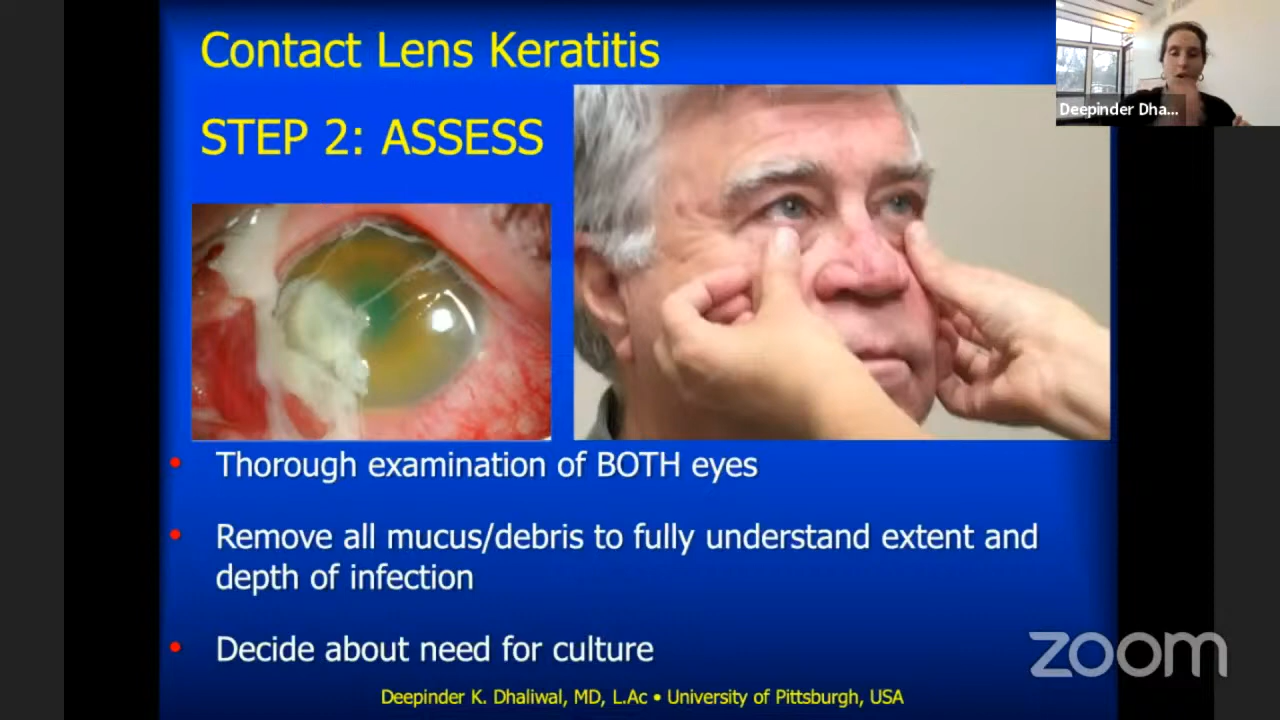 Contact Lens Keratitis
STEP 2: ASSESS
Deepinder Dha...
• Thorough examination of BOTH eyes
• Remove all mucus/debris to fully understand extent and
depth of infection
• Decide about need for culture
zoom
Deepinder K. Dhaliwal, MD, L.Ac • University of Pittsburgh, USA